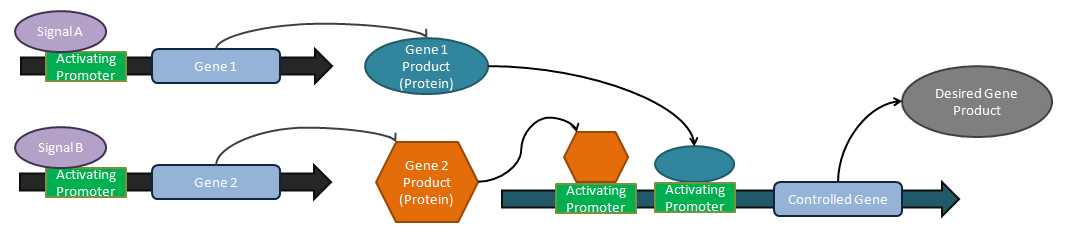 Signal A
Activating
Promoter
Gene 1
Gene 1
Product
(Protein)
Desired Gene
Product
Signal B
Activating
Promoter
Gene 2
Gene 2
Product
(Protein)
Activating
Promoter
Activating
Promoter
Controlled Gene